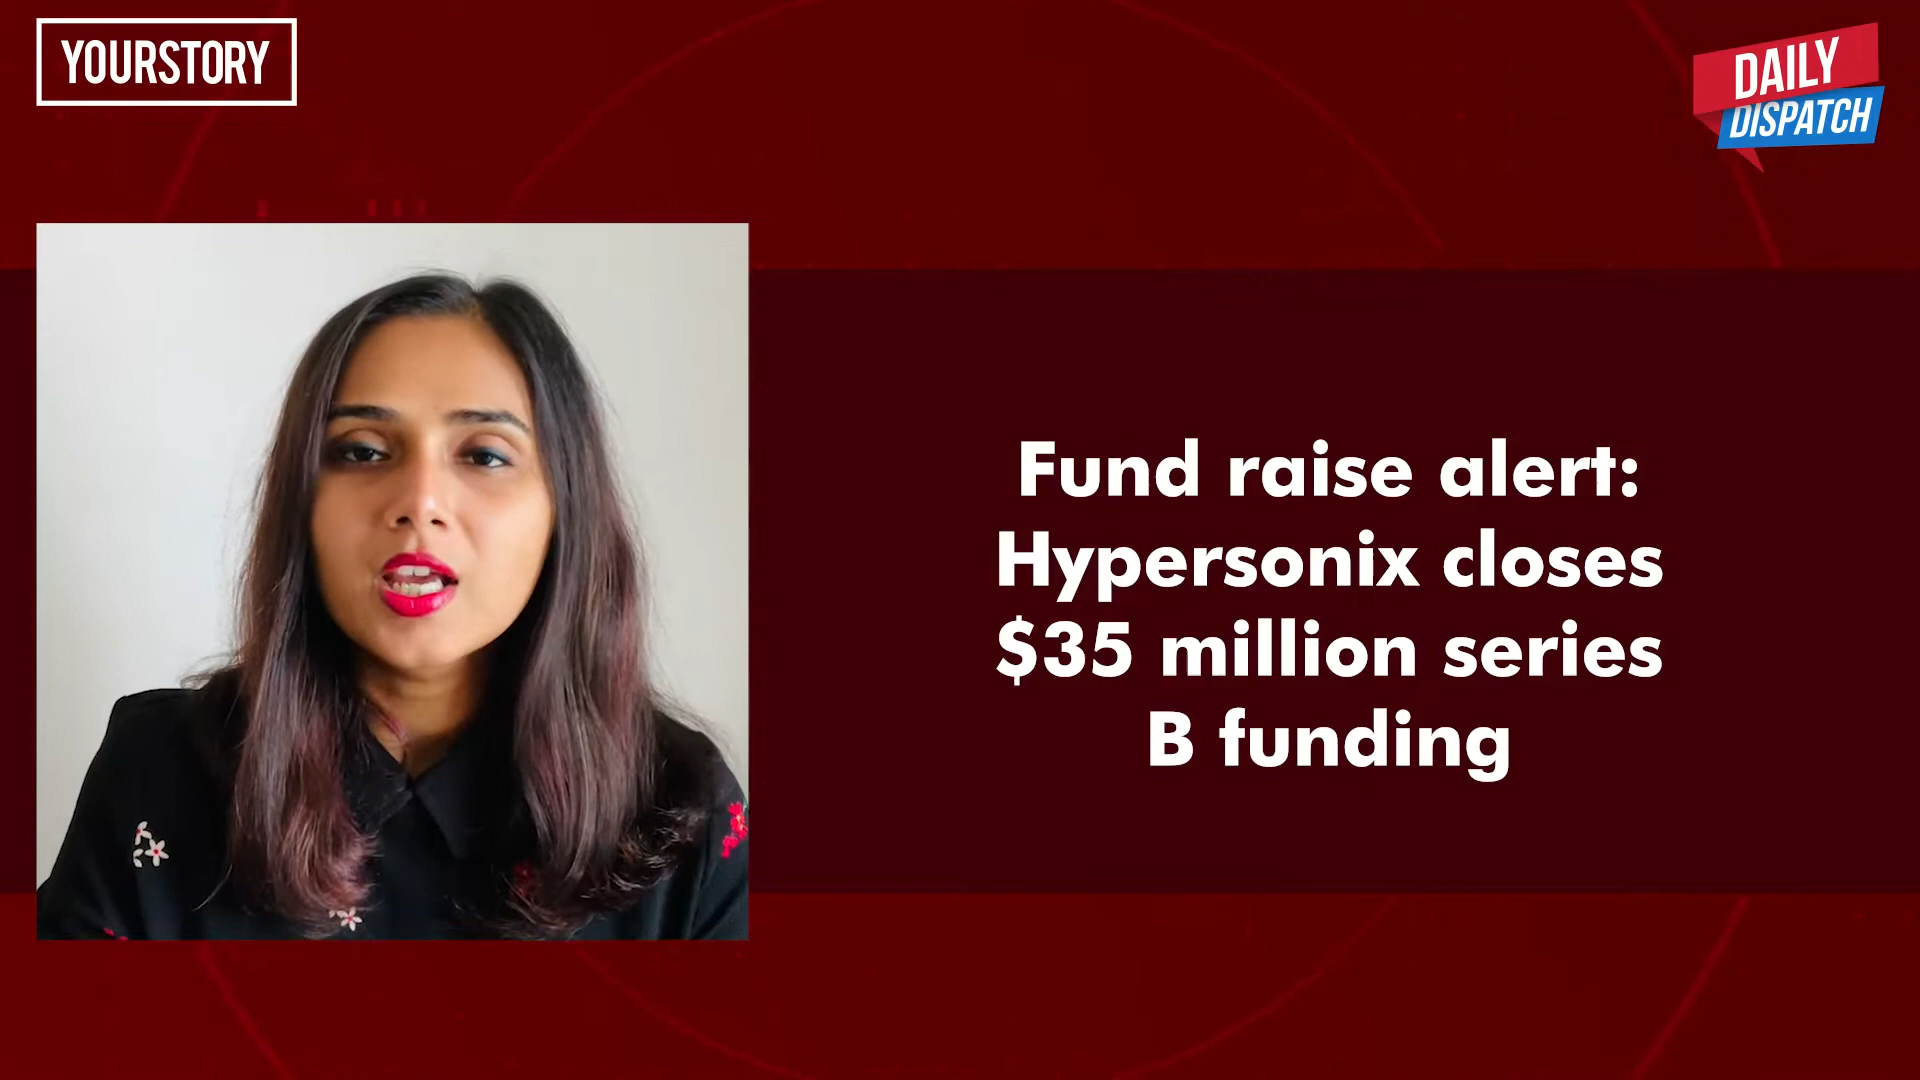 YOURSTORY
DAILY
DISPATCH
Fund raise alert:
Hypersonix closes
$35 million series
B funding